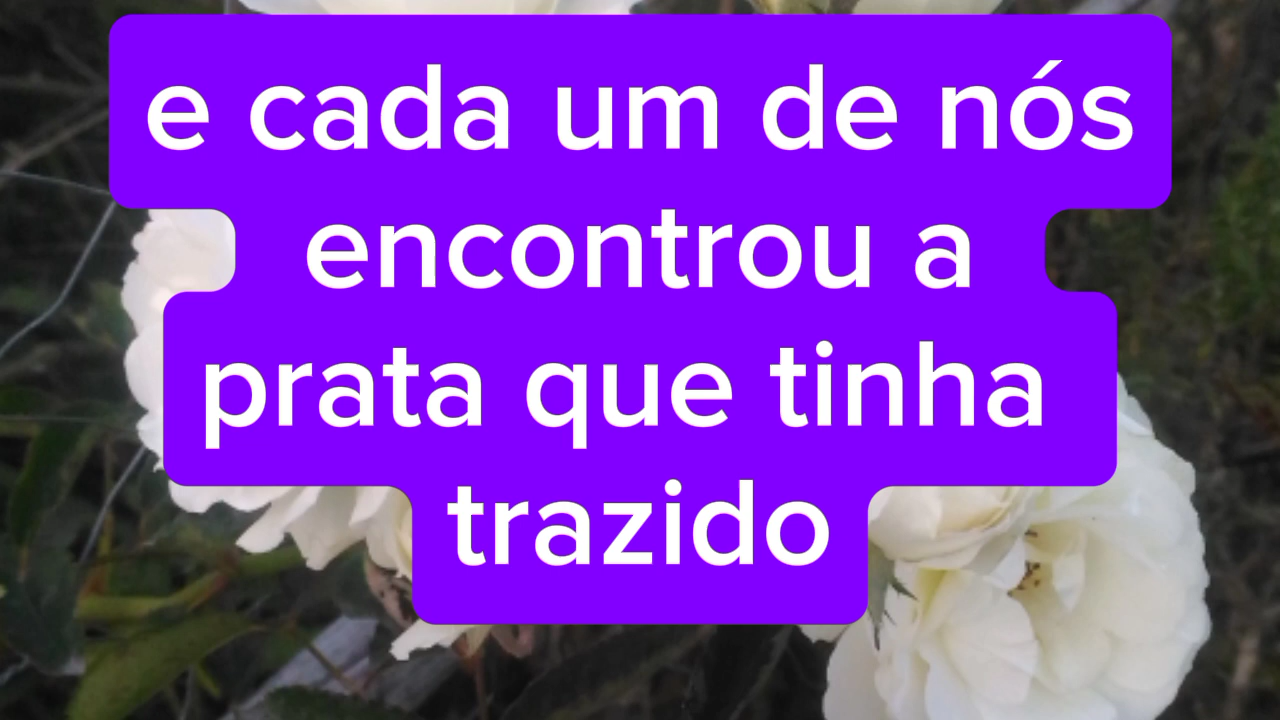 e cada um de nós
encontrou a
prata que tinha
trazido